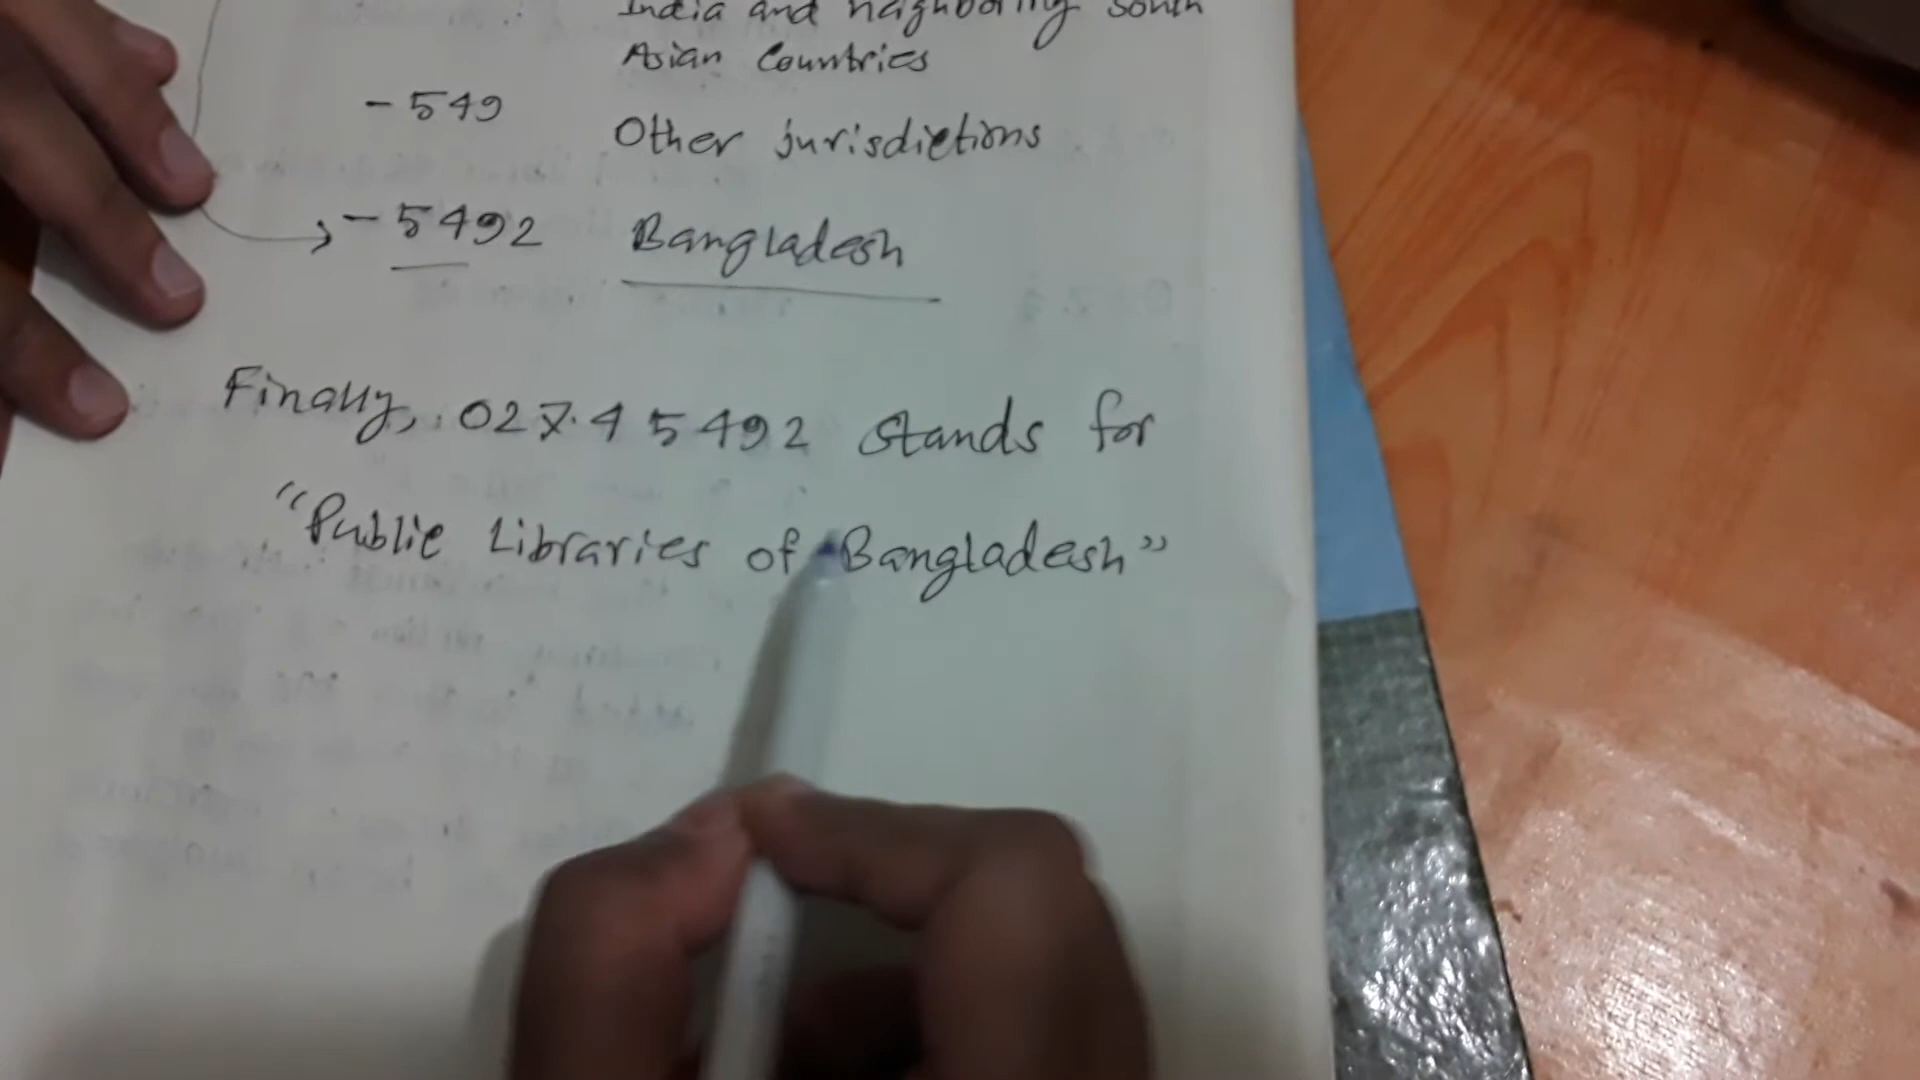 India and neighboring South
Asian Countries
- 549 Other jurisdictions
- 5492 Bangladesh
Finally, 027.45492 stands for
"Public Libraries of Bangladesh"